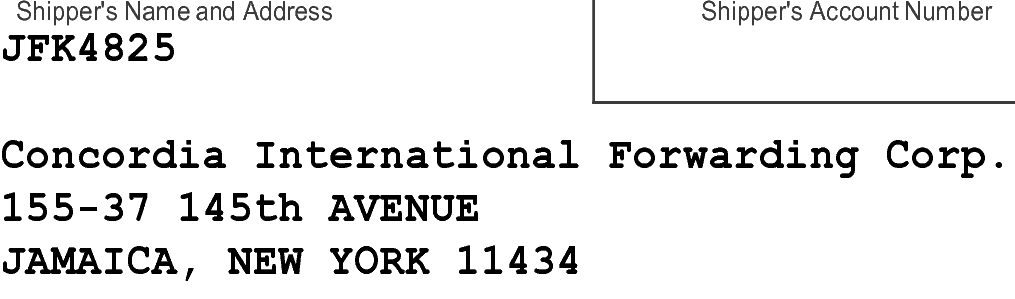 Shipper's Name and Address
Shipper's Account Number
JFK4825
Concordia International Forwarding Corp.
155-37 145th AVENUE
JAMAICA, NEW YORK 11434